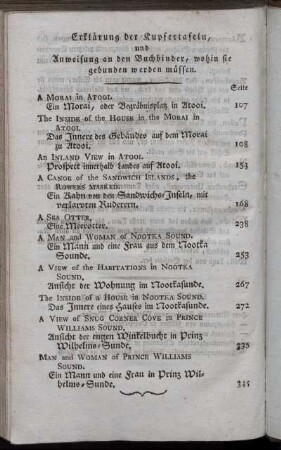 Erklärung der Kupfertafeln,
und
Anweisung an den Buchbinder, wohin sie
gebunden werden müssen.
Seite
A MORAI IN ATOOI.
Ein Morai, oder Begräbnisplatz in Atooi. 107
THE INSIDE OF THE HOUSE IN THE MORAI IN
ATOOI.
Das Innere des Gebäudes auf dem Morai
zu Atooi. 108
AN INLAND VIEW IN ATOOI.
Prospekt innerhalb Landes auf Atooi. 153
A CANOE OF THE SANDWICH ISLANDS, THE
ROWERS MASKED.
Ein Kahn von den Sandwichs-Inseln, mit
verlarvten Ruderern. 168
A SEA OTTER.
Eine Meerotter. 238
A MAN AND WOMAN OF NOOTKA SOUND.
Ein Mann und eine Frau aus dem Nootka
Sounde. 253
A VIEW OF THE HABITATIONS IN NOOTKA
SOUND.
Ansicht der Wohnung im Nootkasunde. 267
THE INSIDE OF A HOUSE IN NOOTKA SOUND.
Das Innere eines Hauses im Nootkasunde. 272
A VIEW OF SNUG CORNER COVE IN PRINCE
WILLIAMS SOUND.
Ansicht der engen Winkelbucht in Prinz
Wilhelms-Sunde. 335
MAN AND WOMAN OF PRINCE WILLIAMS
SOUND.
Ein Mann und eine Frau in Prinz Wil-
helms-Sunde. 345